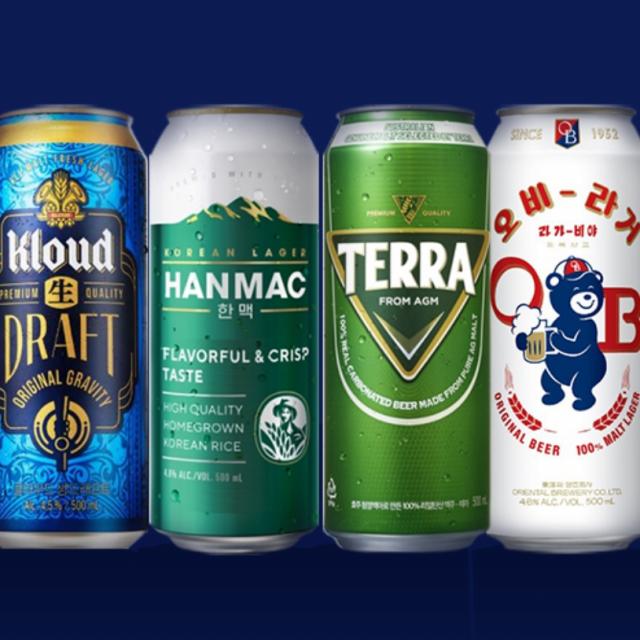 Kloud
PREMIUM 生 QUALITY
DRAFT
ORIGINAL GRAVITY
KOREAN LAGER
HANMAC
한맥
FLAVORFUL & CRISP
TASTE
HIGH QUALITY
HOMEGROWN
KOREAN RICE
4.6% ALC./VOL. 500 mL
AUSTRALIAN
PREMIUM QUALITY
TERRA
FROM AGM
100% REAL CARBONATED BEER MADE FROM PURE AG MALT
SINCE OB 1952
오비-라거
라가-비야
OB
ORIGINAL BEER 100% MALT LAGER
ORIENTAL BREWERY CO., LTD.
4.6% ALC./VOL. 500 mL